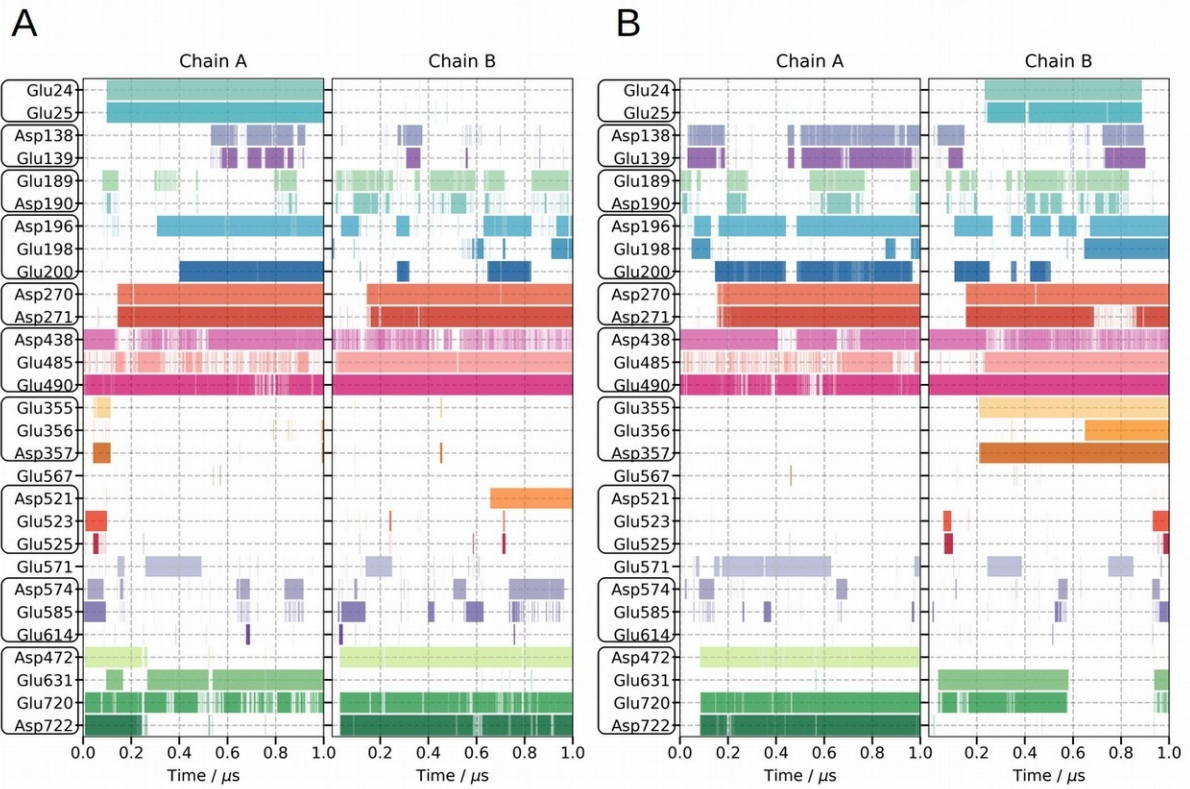 A
B
Chain A Chain B Chain A Chain B
Glu24 Glu24
Glu25 Glu25
Asp138 Asp138
Glu139 Glu139
Glu189 Glu189
Asp190 Asp190
Asp196 Asp196
Glu198 Glu198
Glu200 Glu200
Asp270 Asp270
Asp271 Asp271
Asp438 Asp438
Glu485 Glu485
Glu490 Glu490
Glu355 Glu355
Glu356 Glu356
Asp357 Asp357
Glu567 Glu567
Asp521 Asp521
Glu523 Glu523
Glu525 Glu525
Glu571 Glu571
Asp574 Asp574
Glu585 Glu585
Glu614 Glu614
Asp472 Asp472
Glu631 Glu631
Glu720 Glu720
Asp722 Asp722
0.0 0.2 0.4 0.6 0.8 1.0 0.2 0.4 0.6 0.8 1.0 0.0 0.2 0.4 0.6 0.8 1.0 0.2 0.4 0.6 0.8 1.0
Time / μs Time / μs Time / μs Time / μs